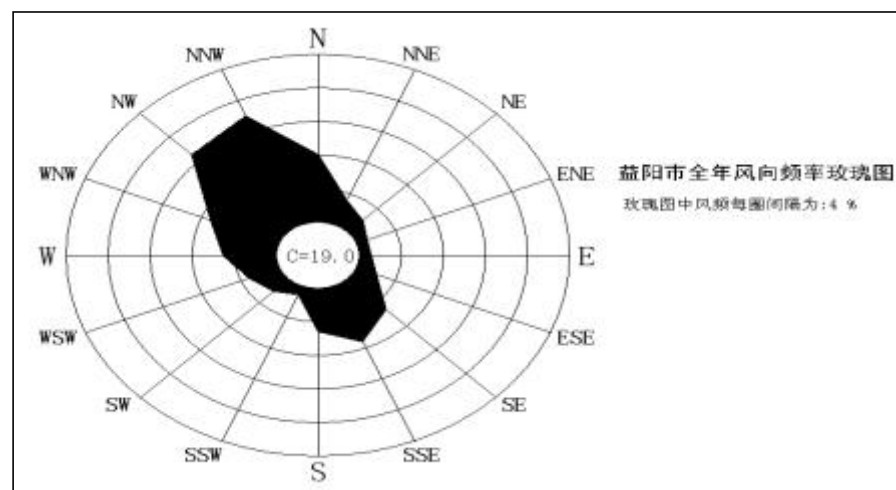 N
NNW
NNE
NW
NE
WNW
ENE
益阳市全年风向频率玫瑰图
玫瑰图中风频每圈间隔为:4 %
W
C=19.0
E
WSW
ESE
SW
SE
SSW
SSE
S